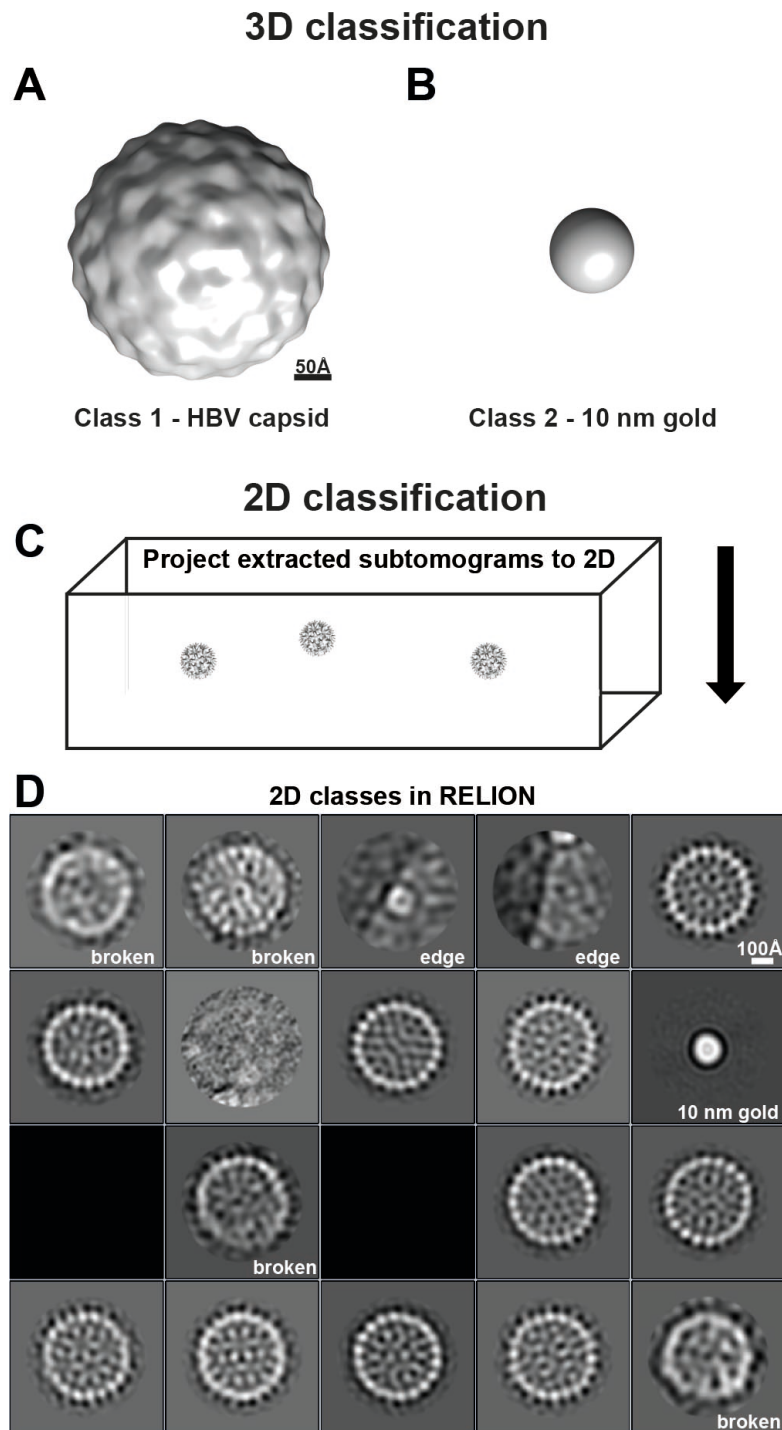 3D classification
A
B
50Å
Class 1 - HBV capsid
Class 2 - 10 nm gold
2D classification
C
Project extracted subtomograms to 2D
D
2D classes in RELION
broken
broken
edge
edge
100Å
10 nm gold
broken
broken